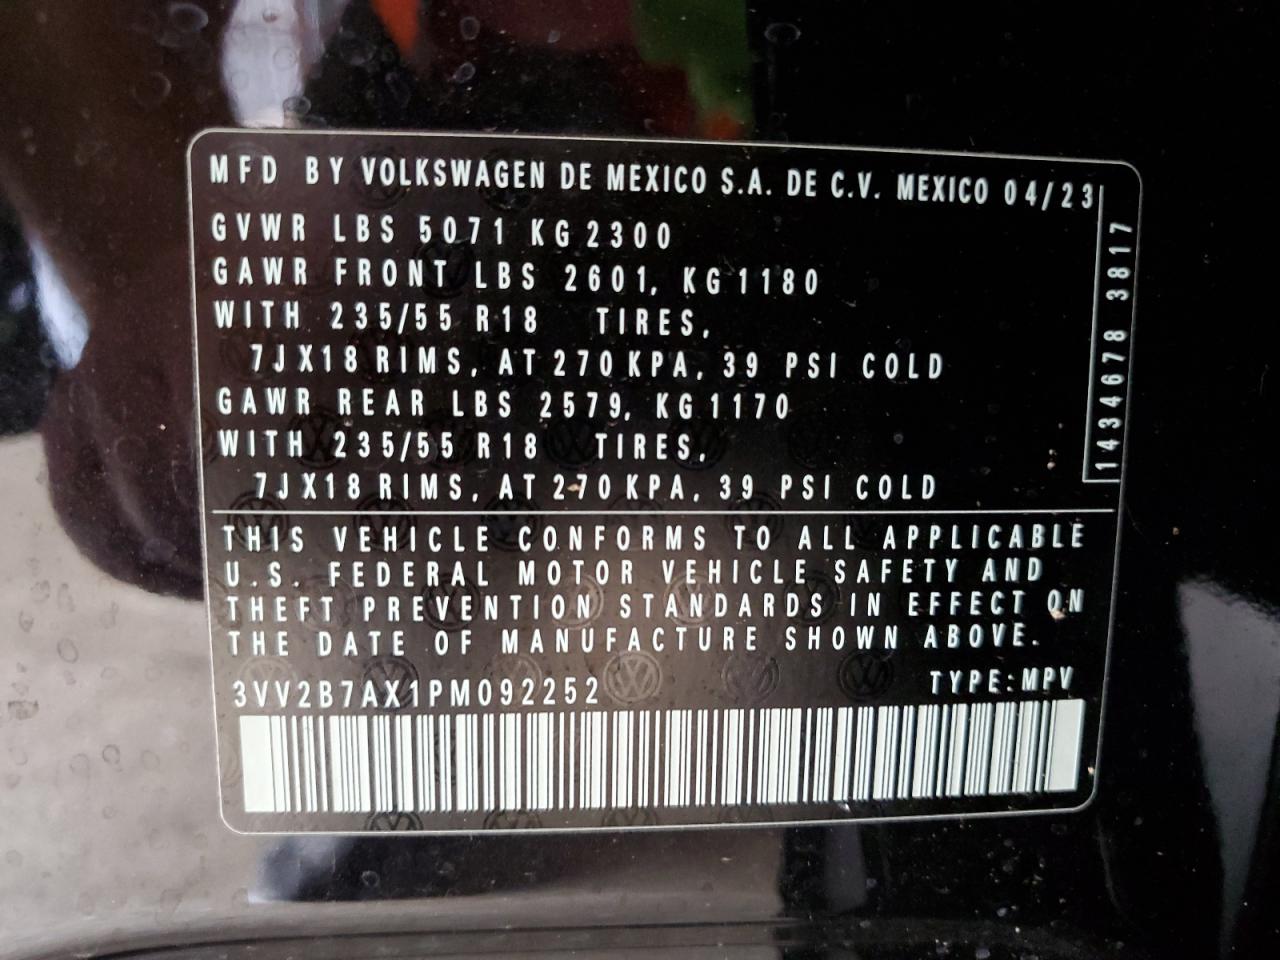 MFD BY VOLKSWAGEN DE MEXICO S.A. DE C.V. MEXICO 04/23
GVWR LBS 5071 KG 2300
GAWR FRONT LBS 2601, KG 1180
WITH 235/55 R18 TIRES,
7JX18 RIMS, AT 270 KPA, 39 PSI COLD
GAWR REAR LBS 2579, KG 1170
WITH 235/55 R18 TIRES,
7JX18 RIMS, AT 270 KPA, 39 PSI COLD
THIS VEHICLE CONFORMS TO ALL APPLICABLE
U.S. FEDERAL MOTOR VEHICLE SAFETY AND
THEFT PREVENTION STANDARDS IN EFFECT ON
THE DATE OF MANUFACTURE SHOWN ABOVE.
3VV2B7AX1PM092252 TYPE:MPV
1434678 3817